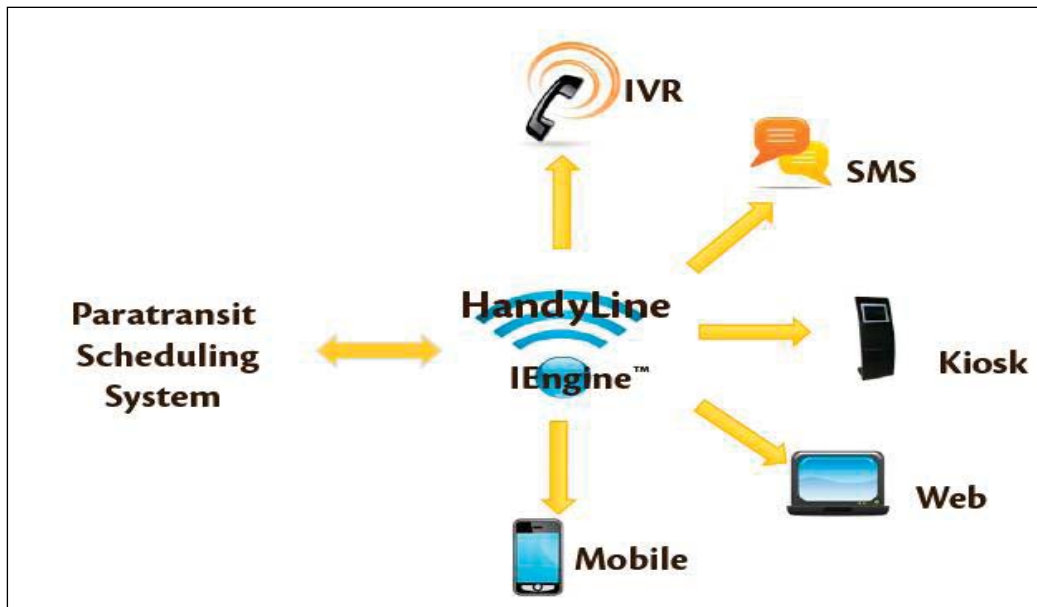 IVR
SMS
HandyLine
IEngine™
Paratransit
Scheduling
System
Kiosk
Web
Mobile